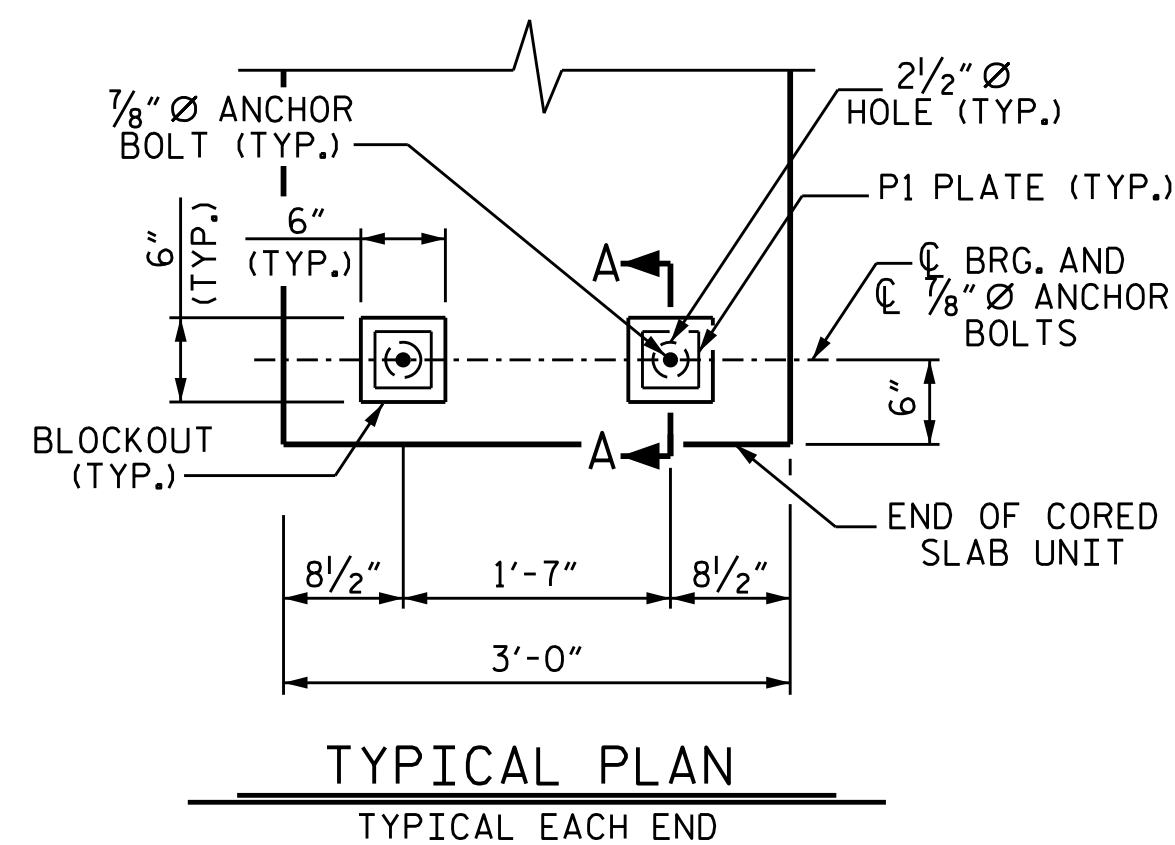 2 1/2" Ø
HOLE (TYP.)
7/8" Ø ANCHOR
BOLT (TYP.)
P1 PLATE (TYP.)
6"
(TYP.)
6"
(TYP.)
A
℄ BRG. AND
℄ 7/8" Ø ANCHOR
BOLTS
6"
BLOCKOUT
(TYP.)
A
END OF CORED
SLAB UNIT
8 1/2"
1'-7"
8 1/2"
3'-0"
TYPICAL PLAN
TYPICAL EACH END